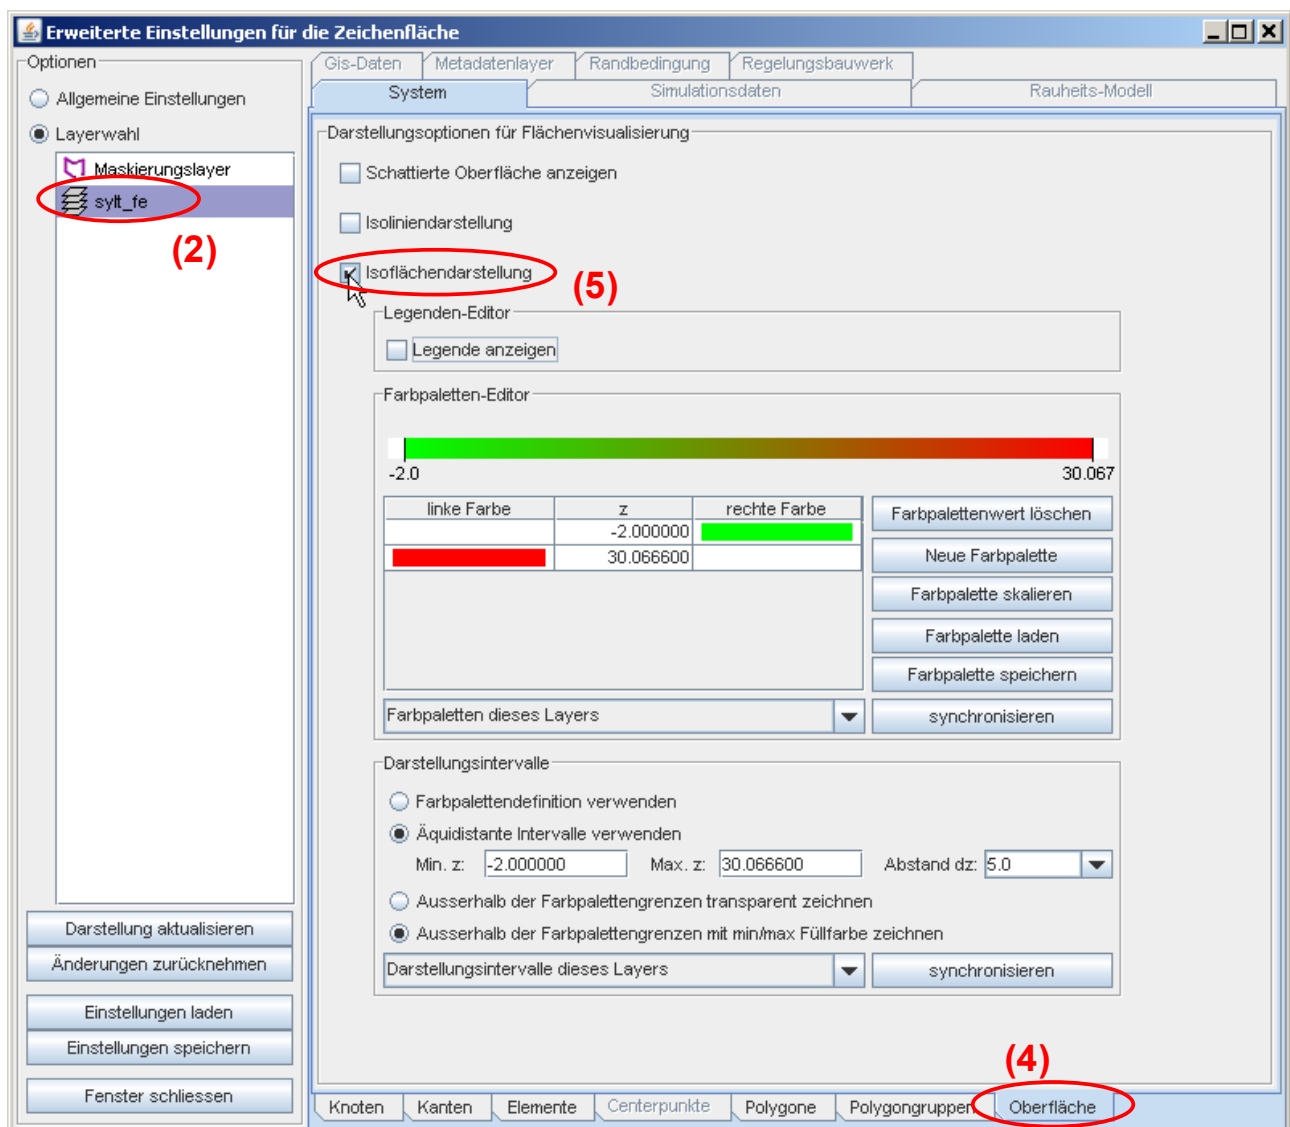 Erweiterte Einstellungen für die Zeichenfläche
Optionen
Allgemeine Einstellungen
Layerwahl
Maskierungslayer
sylt_fe
(2)
Darstellung aktualisieren
Änderungen zurücknehmen
Einstellungen laden
Einstellungen speichern
Fenster schliessen
Gis-Daten Metadatenlayer Randbedingung Regelungsbauwerk
System Simulationsdaten Rauheits-Modell
Darstellungsoptionen für Flächenvisualisierung
Schattierte Oberfläche anzeigen
Isoliniendarstellung
Isoflächendarstellung (5)
Legenden-Editor
Legende anzeigen
Farbpaletten-Editor
-2.0 30.067
linke Farbe z rechte Farbe
-2.000000
30.066600
Farbpalettenwert löschen
Neue Farbpalette
Farbpalette skalieren
Farbpalette laden
Farbpalette speichern
Farbpaletten dieses Layers synchronisieren
Darstellungsintervalle
Farbpalettendefinition verwenden
Äquidistante Intervalle verwenden
Min. z: -2.000000 Max. z: 30.066600 Abstand dz: 5.0
Ausserhalb der Farbpalettengrenzen transparent zeichnen
Ausserhalb der Farbpalettengrenzen mit min/max Füllfarbe zeichnen
Darstellungsintervalle dieses Layers synchronisieren
(4)
Knoten Kanten Elemente Centerpunkte Polygone Polygongruppen Oberfläche